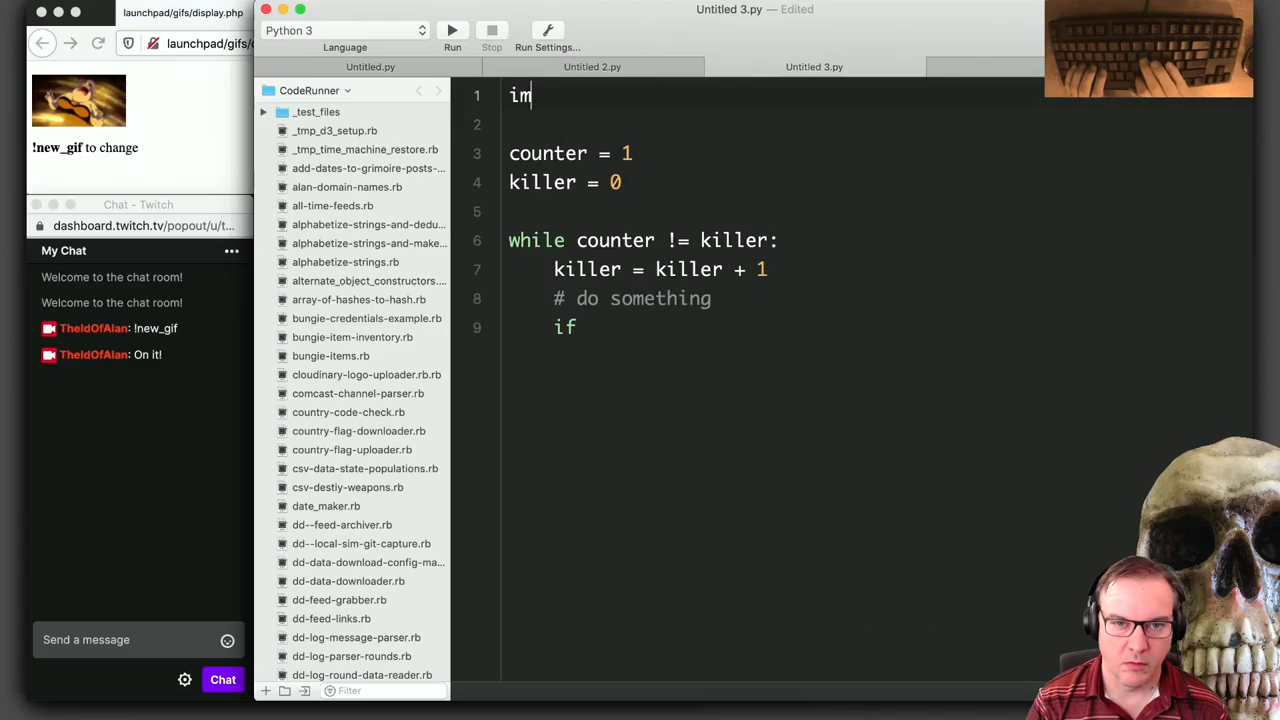 launchpad/gifs/display.php
launchpad/gifs/d
!new_gif to change
Chat - Twitch
dashboard.twitch.tv/popout/u/t...
My Chat
Welcome to the chat room!
Welcome to the chat room!
TheIdOfAlan: !new_gif
TheIdOfAlan: On it!
Send a message
Chat
Untitled 3.py — Edited
Python 3
Language
Run
Stop
Run Settings...
Untitled.py
Untitled 2.py
Untitled 3.py
CodeRunner
_test_files
_tmp_d3_setup.rb
_tmp_time_machine_restore.rb
add-dates-to-grimoire-posts-...
alan-domain-names.rb
all-time-feeds.rb
alphabetize-strings-and-dedu...
alphabetize-strings-and-make...
alphabetize-strings.rb
alternate_object_constructors...
array-of-hashes-to-hash.rb
bungie-credentials-example.rb
bungie-item-inventory.rb
bungie-items.rb
cloudinary-logo-uploader.rb.rb
comcast-channel-parser.rb
country-code-check.rb
country-flag-downloader.rb
country-flag-uploader.rb
csv-data-state-populations.rb
csv-destiy-weapons.rb
date_maker.rb
dd--feed-archiver.rb
dd--local-sim-git-capture.rb
dd-data-download-config-ma...
dd-data-downloader.rb
dd-feed-grabber.rb
dd-feed-links.rb
dd-log-message-parser.rb
dd-log-parser-rounds.rb
dd-log-round-data-reader.rb
Filter
1 im
2
3 counter = 1
4 killer = 0
5
6 while counter != killer:
7 killer = killer + 1
8 # do something
9 if